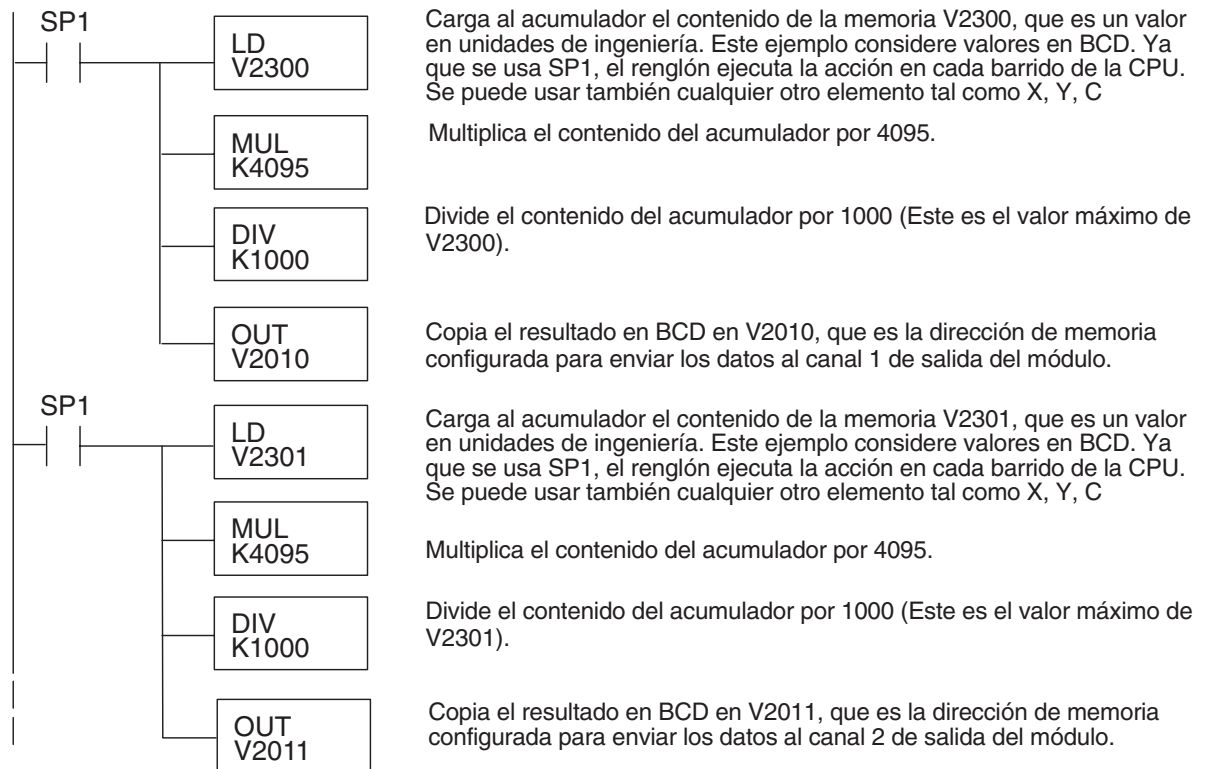 SP1
LD
V2300
Carga al acumulador el contenido de la memoria V2300, que es un valor
en unidades de ingeniería. Este ejemplo considere valores en BCD. Ya
que se usa SP1, el renglón ejecuta la acción en cada barrido de la CPU.
Se puede usar también cualquier otro elemento tal como X, Y, C
MUL
K4095
Multiplica el contenido del acumulador por 4095.
DIV
K1000
Divide el contenido del acumulador por 1000 (Este es el valor máximo de
V2300).
OUT
V2010
Copia el resultado en BCD en V2010, que es la dirección de memoria
configurada para enviar los datos al canal 1 de salida del módulo.
SP1
LD
V2301
Carga al acumulador el contenido de la memoria V2301, que es un valor
en unidades de ingeniería. Este ejemplo considere valores en BCD. Ya
que se usa SP1, el renglón ejecuta la acción en cada barrido de la CPU.
Se puede usar también cualquier otro elemento tal como X, Y, C
MUL
K4095
Multiplica el contenido del acumulador por 4095.
DIV
K1000
Divide el contenido del acumulador por 1000 (Este es el valor máximo de
V2301).
OUT
V2011
Copia el resultado en BCD en V2011, que es la dirección de memoria
configurada para enviar los datos al canal 2 de salida del módulo.